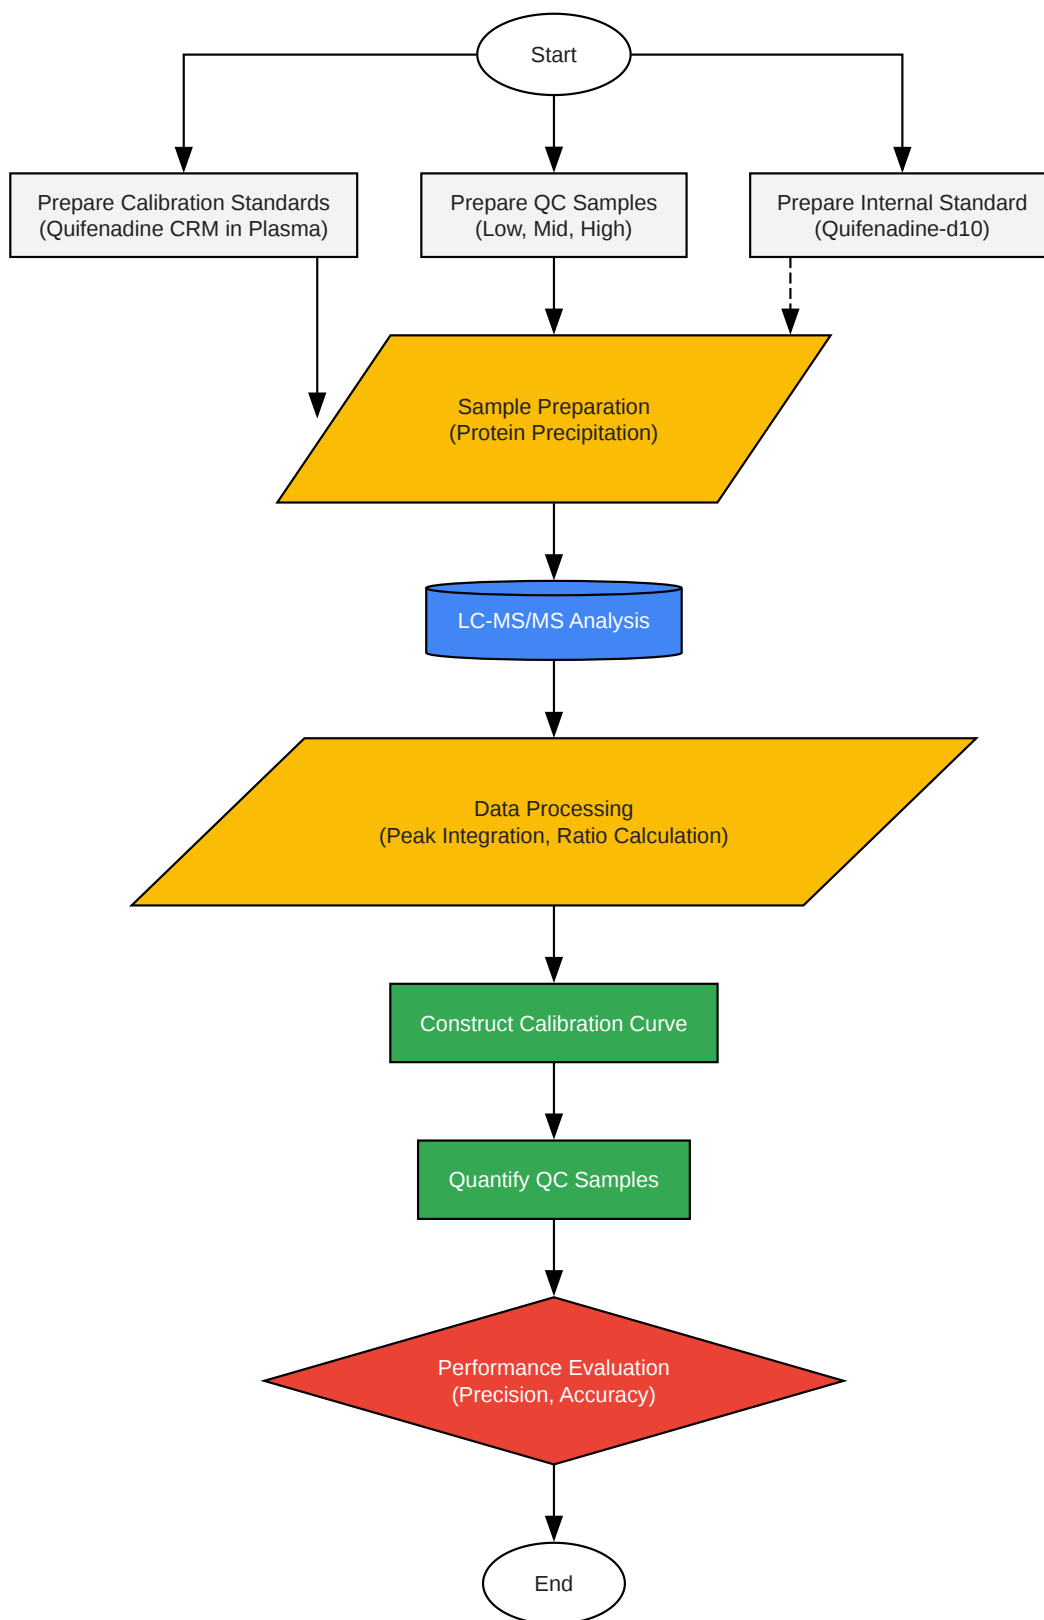 Start
Prepare Calibration Standards
(Quifenadine CRM in Plasma)
Prepare QC Samples
(Low, Mid, High)
Prepare Internal Standard
(Quifenadine-d10)
Sample Preparation
(Protein Precipitation)
LC-MS/MS Analysis
Data Processing
(Peak Integration, Ratio Calculation)
Construct Calibration Curve
Quantify QC Samples
Performance Evaluation
(Precision, Accuracy)
End